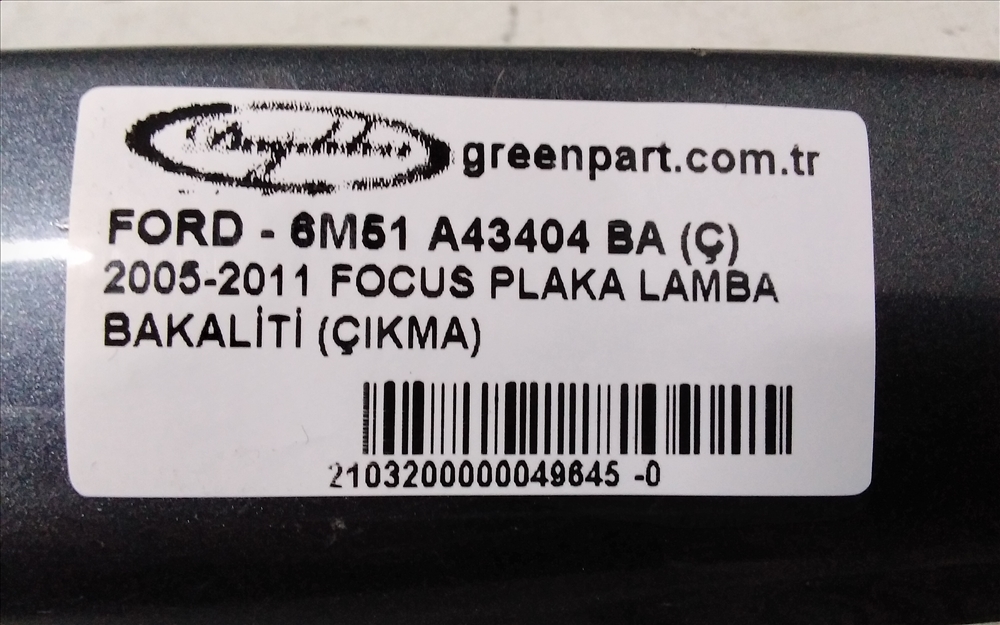 greenpart.com.tr
FORD - 6M51 A43404 BA (Ç)
2005-2011 FOCUS PLAKA LAMBA
BAKALİTİ (ÇIKMA)
2103200000049645 -0